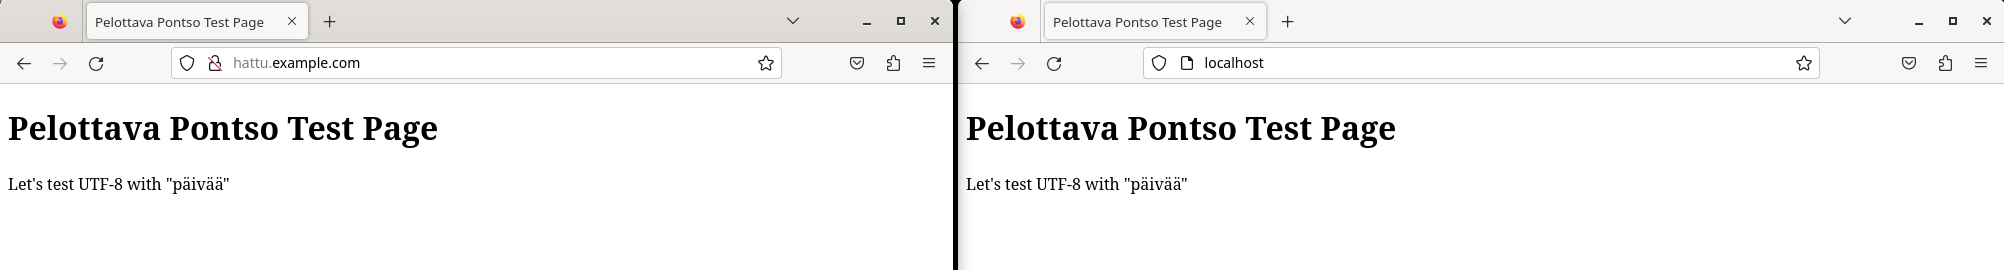 Pelottava Pontso Test Page
hattu.example.com
Pelottava Pontso Test Page
Let's test UTF-8 with "päivää"
Pelottava Pontso Test Page
localhost
Pelottava Pontso Test Page
Let's test UTF-8 with "päivää"